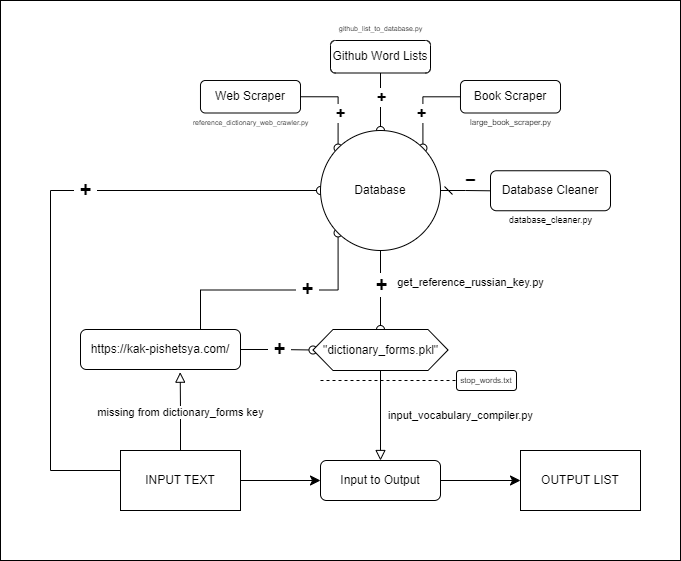 github_list_to_database.py
Github Word Lists
Web Scraper
Book Scraper
reference_dictionary_web_crawler.py
large_book_scraper.py
Database
Database Cleaner
database_cleaner.py
get_reference_russian_key.py
https://kak-pishetsya.com/
"dictionary_forms.pkl"
stop_words.txt
missing from dictionary_forms key
input_vocabulary_compiler.py
INPUT TEXT
Input to Output
OUTPUT LIST